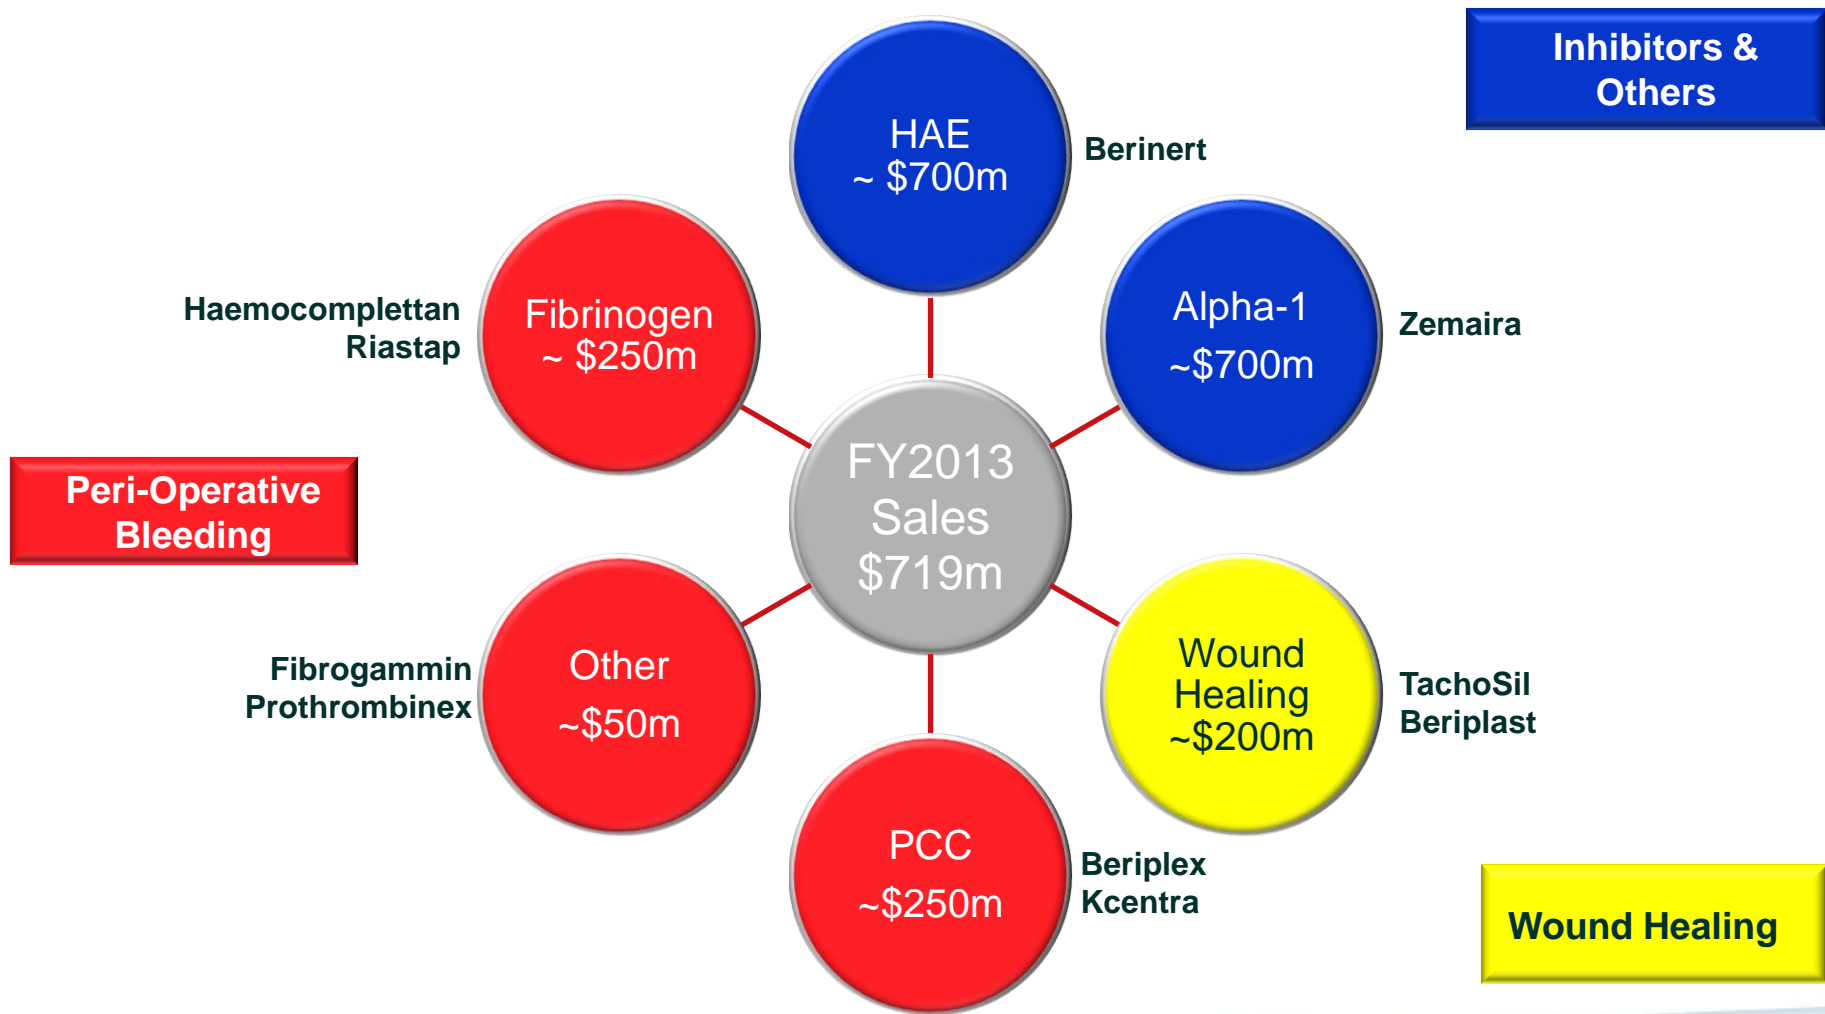 Inhibitors &
Others
HAE
~ $700m
Berinert
Haemocomplettan
Riastap
Fibrinogen
~ $250m
Alpha-1
~$700m
Zemaira
Peri-Operative
Bleeding
FY2013
Sales
$719m
Fibrogammin
Prothrombinex
Other
~$50m
Wound
Healing
~$200m
TachoSil
Beriplast
PCC
~$250m
Beriplex
Kcentra
Wound Healing